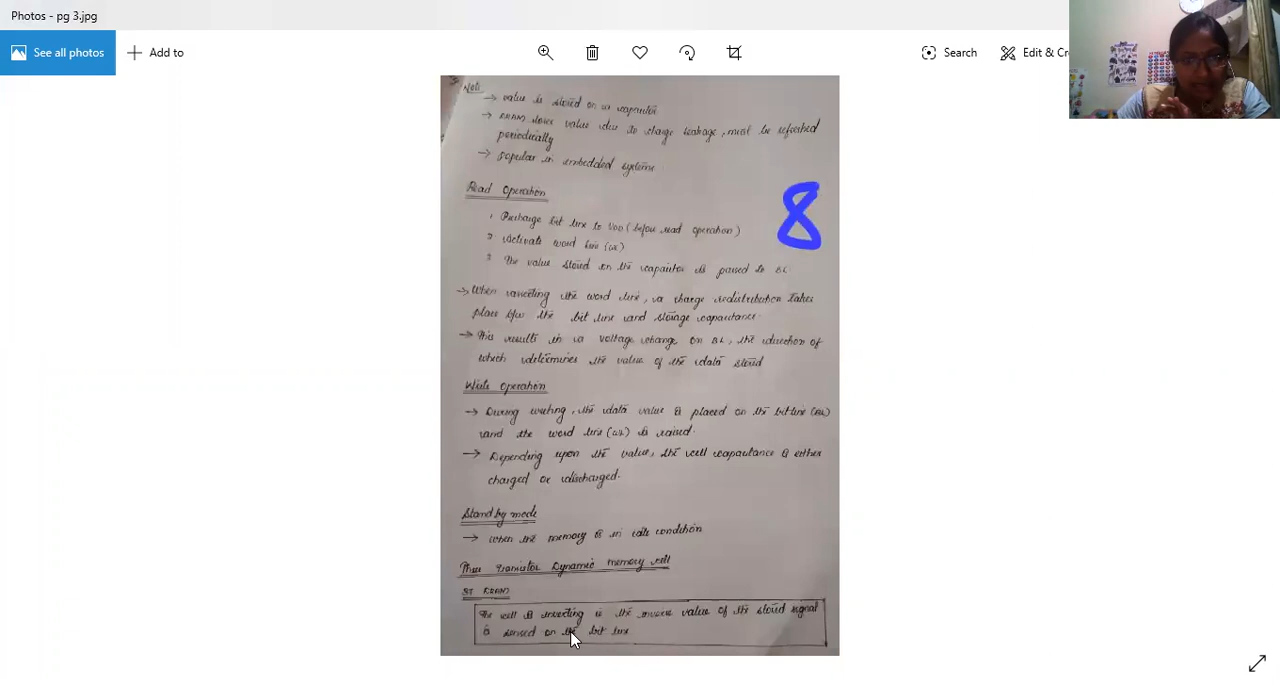 Photos - pg 3.jpg
See all photos
Add to
Search
Edit & Cr
Note
→ value is stored on a capacitor
→ DRAM stores value due to charge leakage, must be refreshed
periodically
→ Popular in embedded systems
Read Operation
8
1 Precharge bit line to VDD (before read operation)
2 Activate word line (WL)
3 The value stored on the capacitor is passed to BL
→ When asserting the word line, a charge redistribution takes
place b/w the bit line and storage capacitance.
→ This results in a voltage change on BL, the direction of
which determines the value of the data stored
Write Operation
→ During writing, the data value is placed on the bit line (BL)
and the word line (WL) is raised.
→ Depending upon the value, the cell capacitance is either
charged or discharged.
Stand by mode
→ When the memory is in idle condition
Three Transistor Dynamic memory cell
3T DRAM
The cell is inverting is the inverse value of the stored signal
is sensed on the bit line